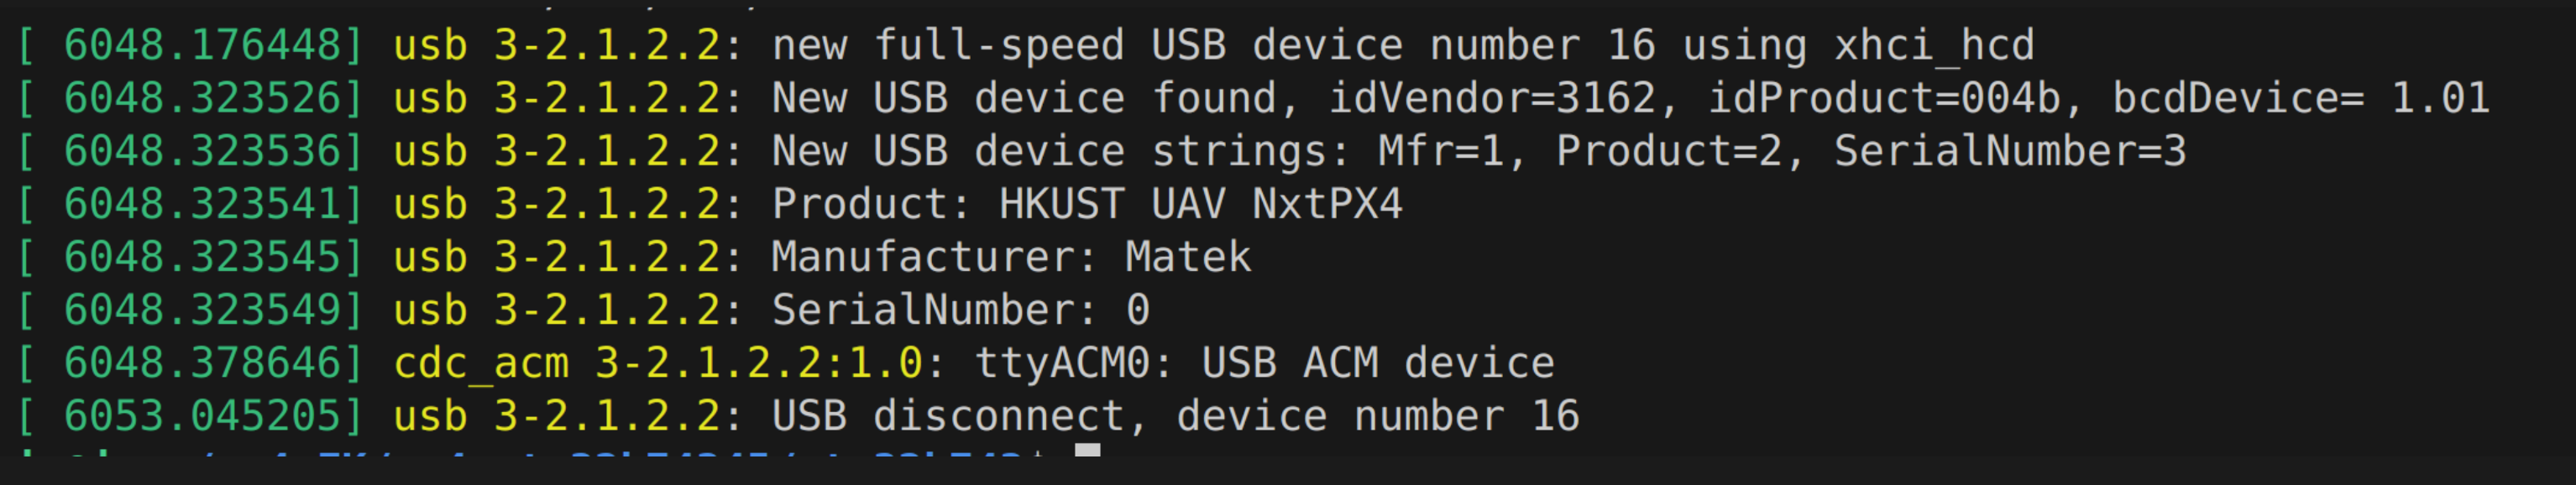 [ 6048.176448] usb 3-2.1.2.2: new full-speed USB device number 16 using xhci_hcd
[ 6048.323526] usb 3-2.1.2.2: New USB device found, idVendor=3162, idProduct=004b, bcdDevice= 1.01
[ 6048.323536] usb 3-2.1.2.2: New USB device strings: Mfr=1, Product=2, SerialNumber=3
[ 6048.323541] usb 3-2.1.2.2: Product: HKUST UAV NxtPX4
[ 6048.323545] usb 3-2.1.2.2: Manufacturer: Matek
[ 6048.323549] usb 3-2.1.2.2: SerialNumber: 0
[ 6048.378646] cdc_acm 3-2.1.2.2:1.0: ttyACM0: USB ACM device
[ 6053.045205] usb 3-2.1.2.2: USB disconnect, device number 16